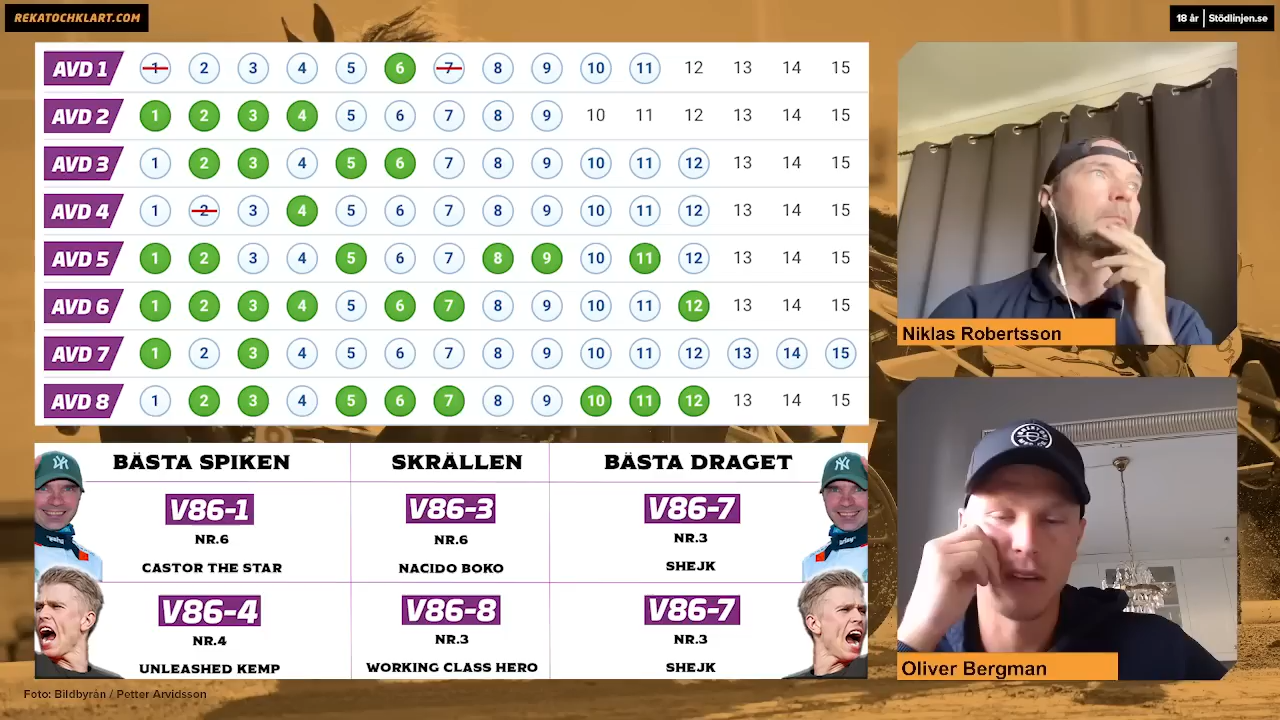 REKATOCHKLART.COM
18 år | Stödlinjen.se
AVD 1 1 2 3 4 5 6 7 8 9 10 11 12 13 14 15
AVD 2 1 2 3 4 5 6 7 8 9 10 11 12 13 14 15
AVD 3 1 2 3 4 5 6 7 8 9 10 11 12 13 14 15
AVD 4 1 2 3 4 5 6 7 8 9 10 11 12 13 14 15
AVD 5 1 2 3 4 5 6 7 8 9 10 11 12 13 14 15
AVD 6 1 2 3 4 5 6 7 8 9 10 11 12 13 14 15
AVD 7 1 2 3 4 5 6 7 8 9 10 11 12 13 14 15
AVD 8 1 2 3 4 5 6 7 8 9 10 11 12 13 14 15
Niklas Robertsson
BÄSTA SPIKEN SKRÄLLEN BÄSTA DRAGET
V86-1 V86-3 V86-7
NR.6 NR.6 NR.3
CASTOR THE STAR NACIDO BOKO SHEJK
V86-4 V86-8 V86-7
NR.4 NR.3 NR.3
UNLEASHED KEMP WORKING CLASS HERO SHEJK
Oliver Bergman
Foto: Bildbyrån / Petter Arvidsson